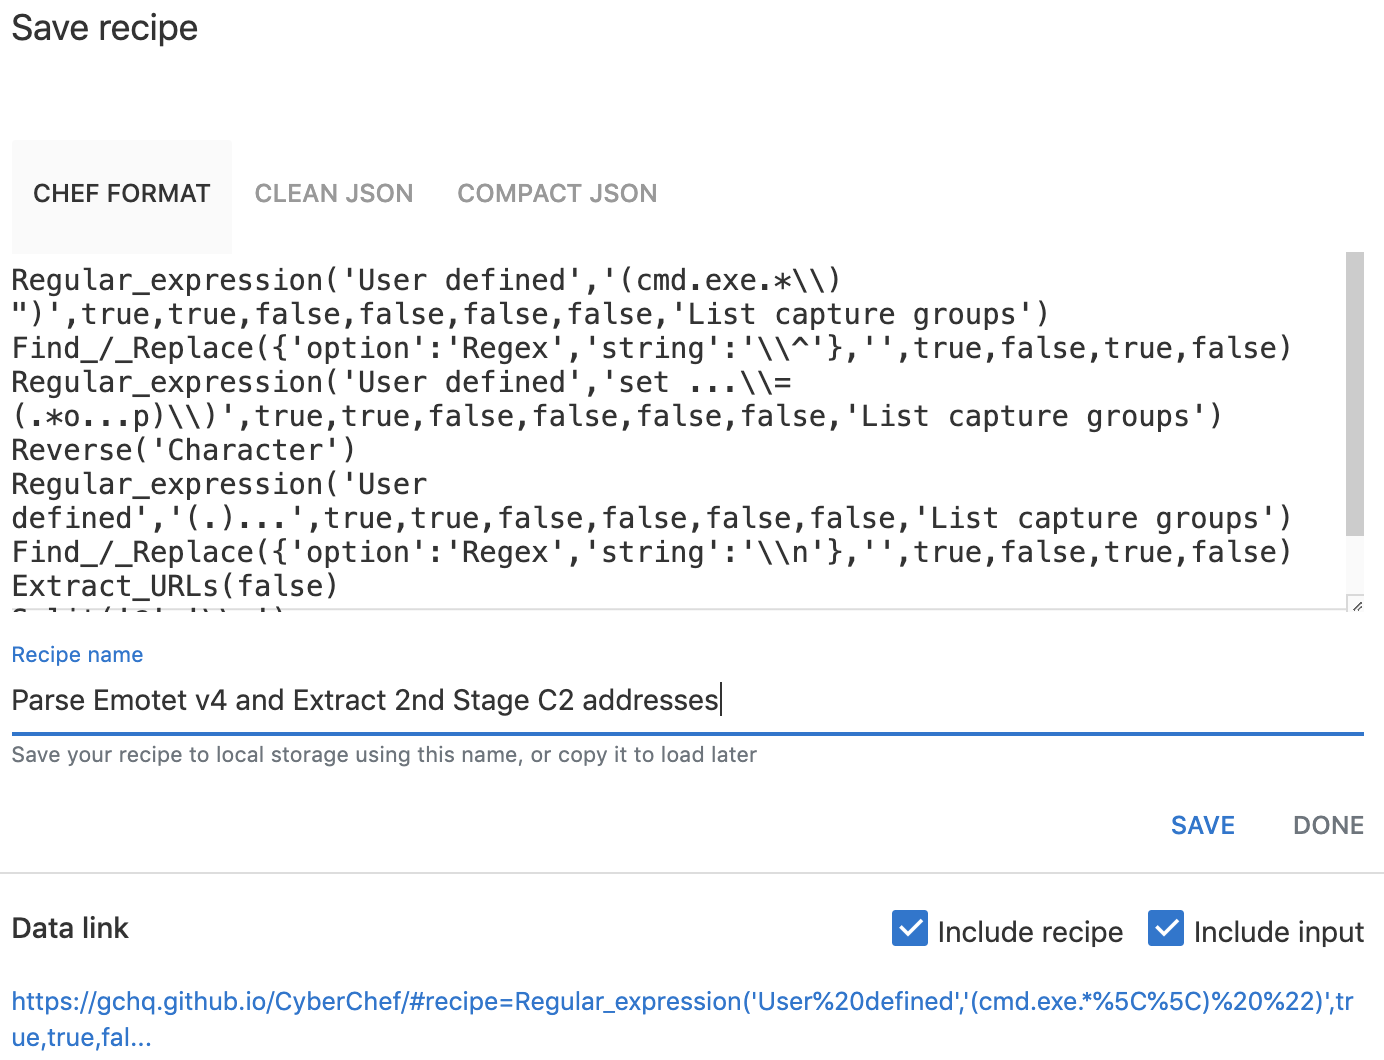 Save recipe
CHEF FORMAT CLEAN JSON COMPACT JSON
Regular_expression('User defined','(cmd.exe.*\\)
")',true,true,false,false,false,false,'List capture groups')
Find_/_Replace({'option':'Regex','string':'\\^'},'',true,false,true,false)
Regular_expression('User defined','set ...\\=
(.*o...p)\\)',true,true,false,false,false,false,'List capture groups')
Reverse('Character')
Regular_expression('User
defined','(.)...',true,true,false,false,false,false,'List capture groups')
Find_/_Replace({'option':'Regex','string':'\\n'},'',true,false,true,false)
Extract_URLs(false)
Recipe name
Parse Emotet v4 and Extract 2nd Stage C2 addresses
Save your recipe to local storage using this name, or copy it to load later
SAVE DONE
Data link Include recipe Include input
https://gchq.github.io/CyberChef/#recipe=Regular_expression('User%20defined','(cmd.exe.*%5C%5C)%20%22)',tr
ue,true,fal...